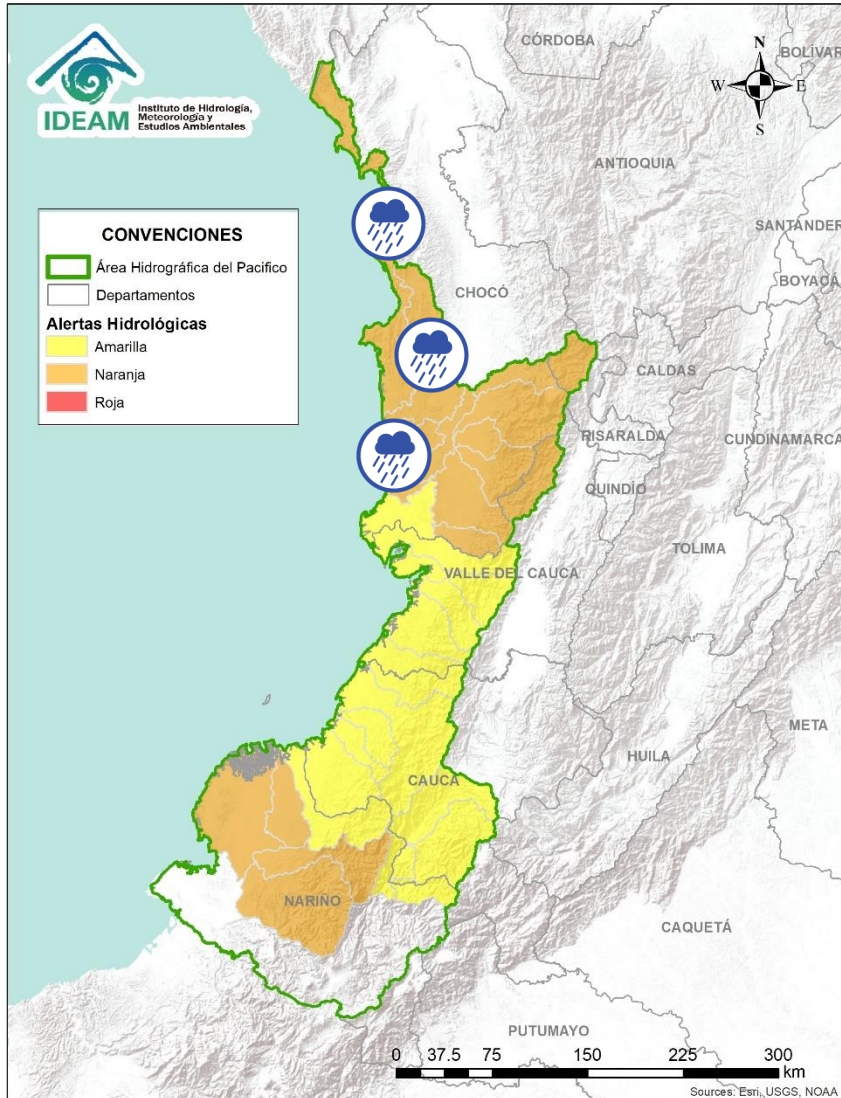 IDEAM
Instituto de Hidrología,
Meteorología y
Estudios Ambientales
CÓRDOBA
BOLÍVAR
N
W
E
S
ANTIOQUIA
SANTANDER
BOYACÁ
CONVENCIONES
Área Hidrográfica del Pacifico
Departamentos
Alertas Hidrológicas
Amarilla
Naranja
Roja
CHOCÓ
CALDAS
RISARALDA
CUNDINAMARCA
QUINDÍO
TOLIMA
VALLE DEL CAUCA
META
HUILA
CAUCA
NARIÑO
CAQUETÁ
PUTUMAYO
0 37.5 75 150 225 300
km
Sources: Esri, USGS, NOAA